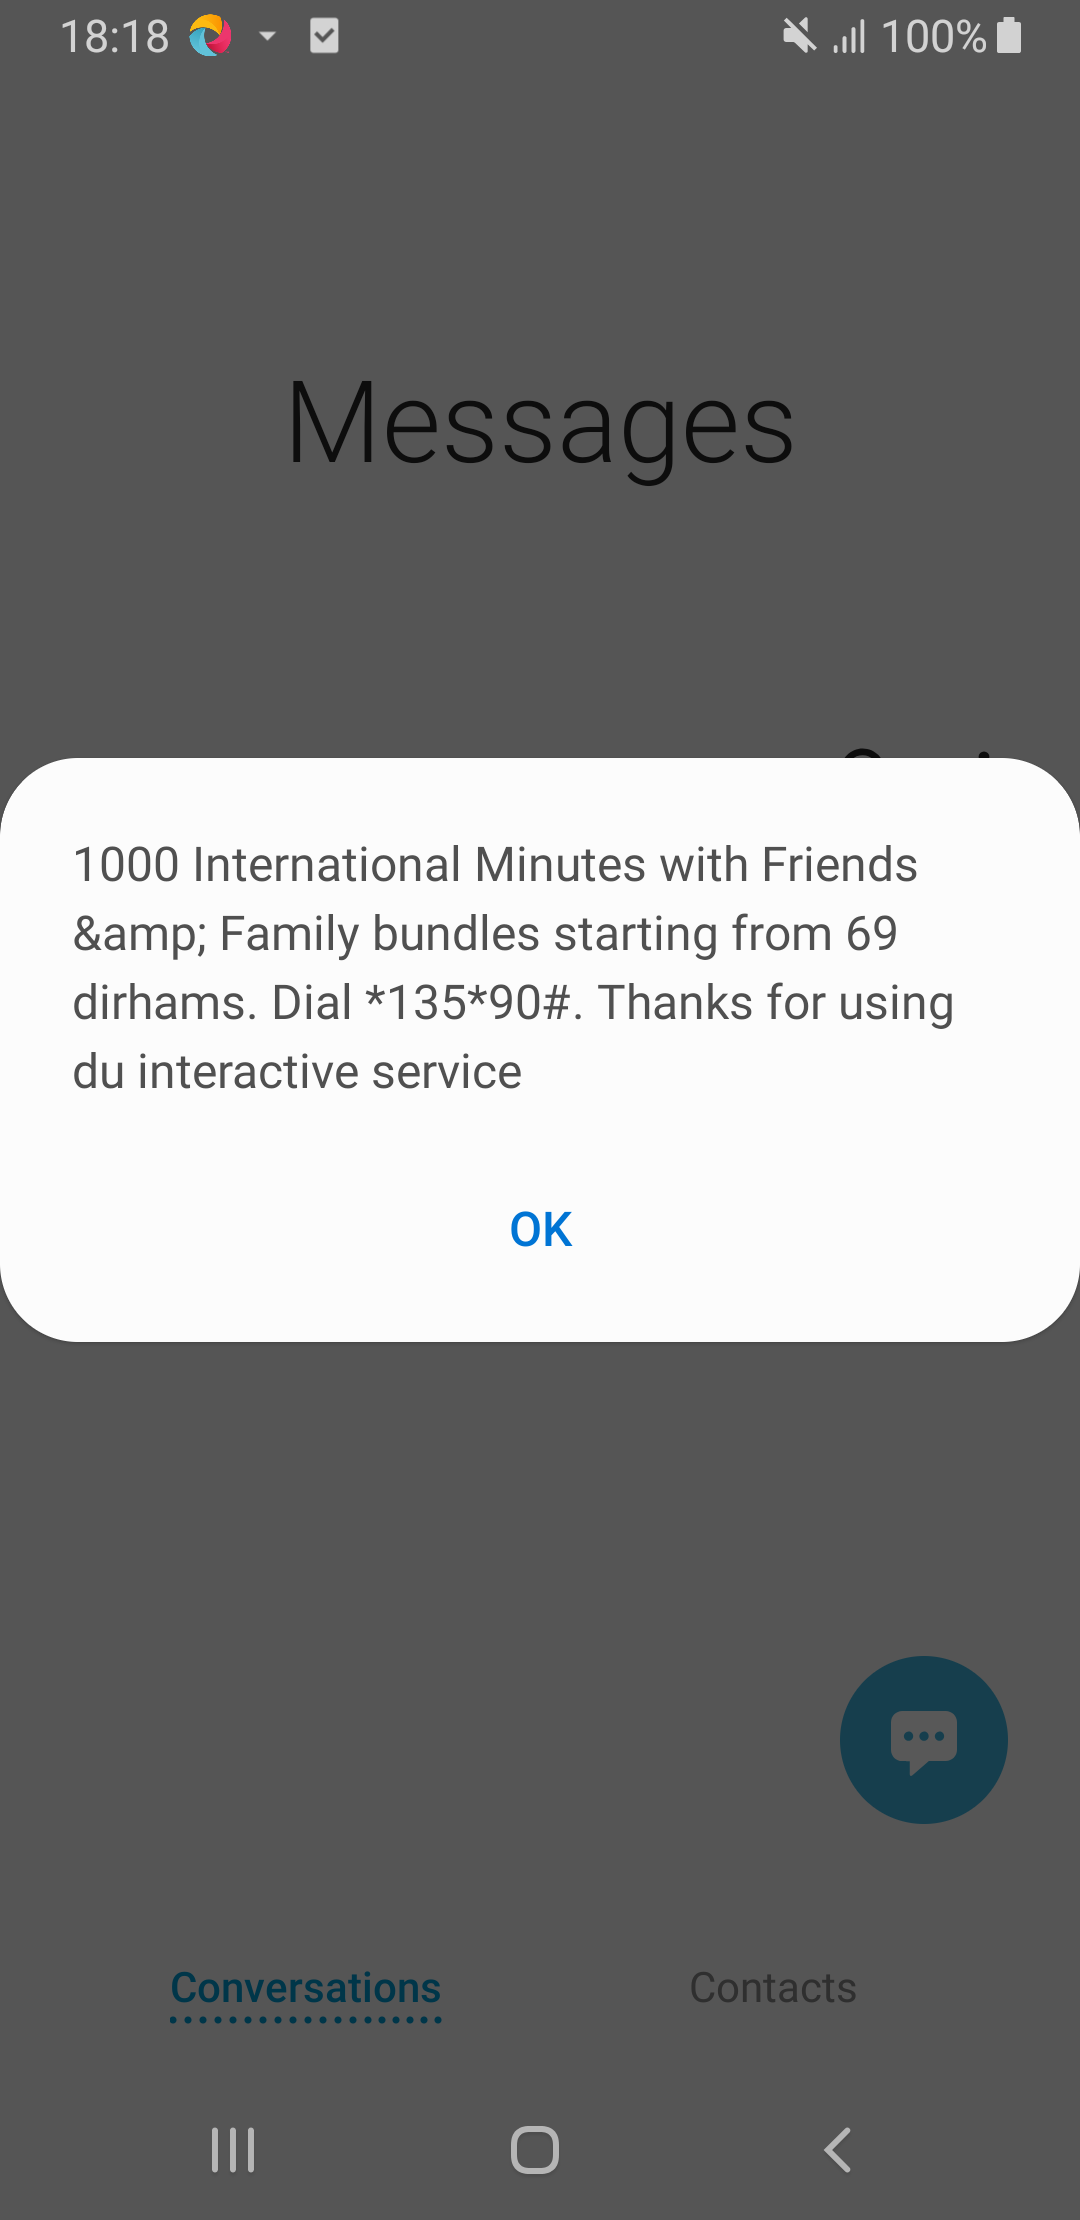 18:18
100%
Messages
1000 International Minutes with Friends
&amp; Family bundles starting from 69
dirhams. Dial *135*90#. Thanks for using
du interactive service
OK
Conversations
Contacts